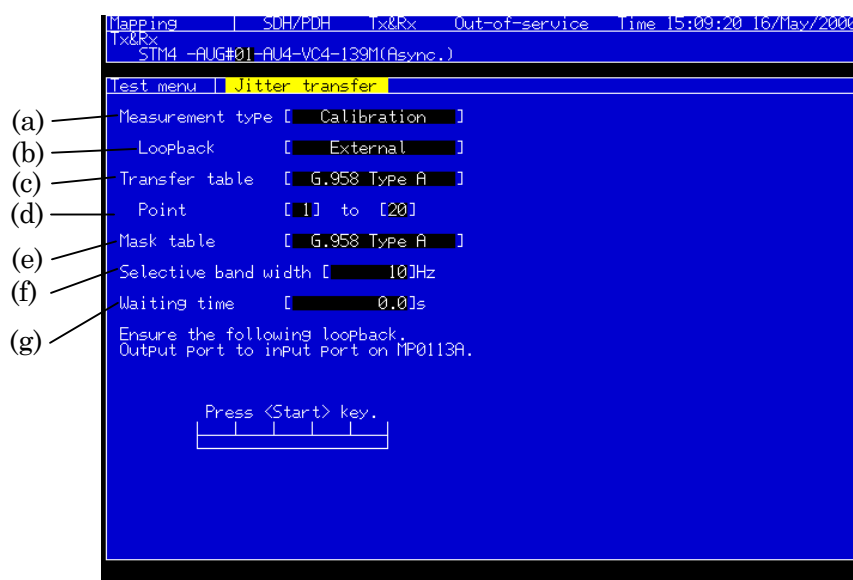 Mapping | SDH/PDH Tx&Rx Out-of-service Time 15:09:20 16/May/2000
Tx&Rx
STM4 -AUG#01-AU4-VC4-139M(Async.)
Test menu | Jitter transfer
(a) Measurement type [ Calibration ]
(b) Loopback [ External ]
(c) Transfer table [ G.958 Type A ]
(d) Point [ 1] to [20]
(e) Mask table [ G.958 Type A ]
(f) Selective band width [ 10]Hz
(g) Waiting time [ 0.0]s
Ensure the following loopback.
Output port to input port on MP0113A.
Press <Start> key.